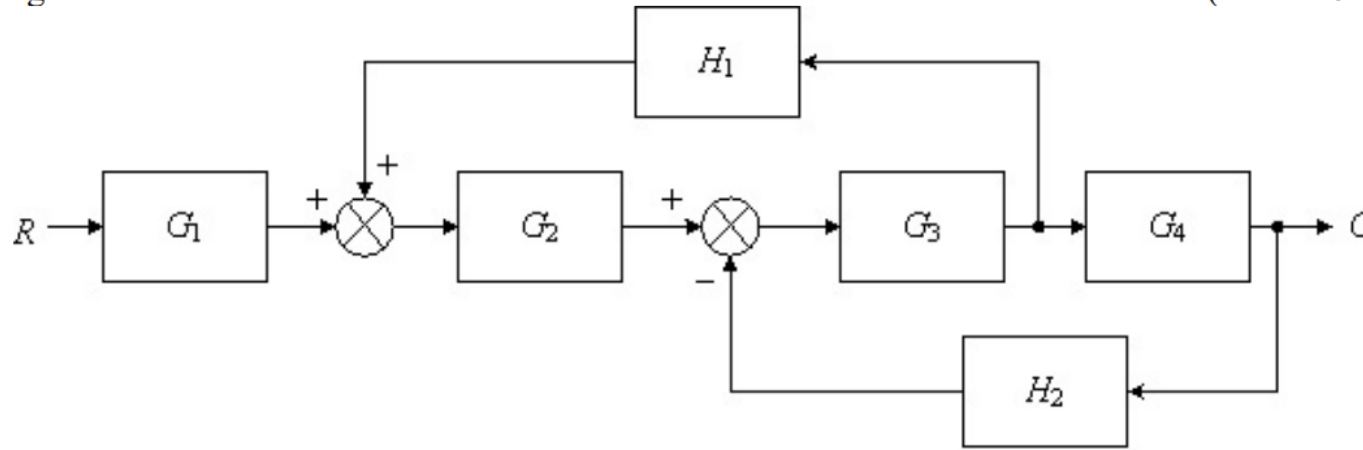 H₁
+
+ +
R G₁ G₂ G₃ G₄
−
H₂